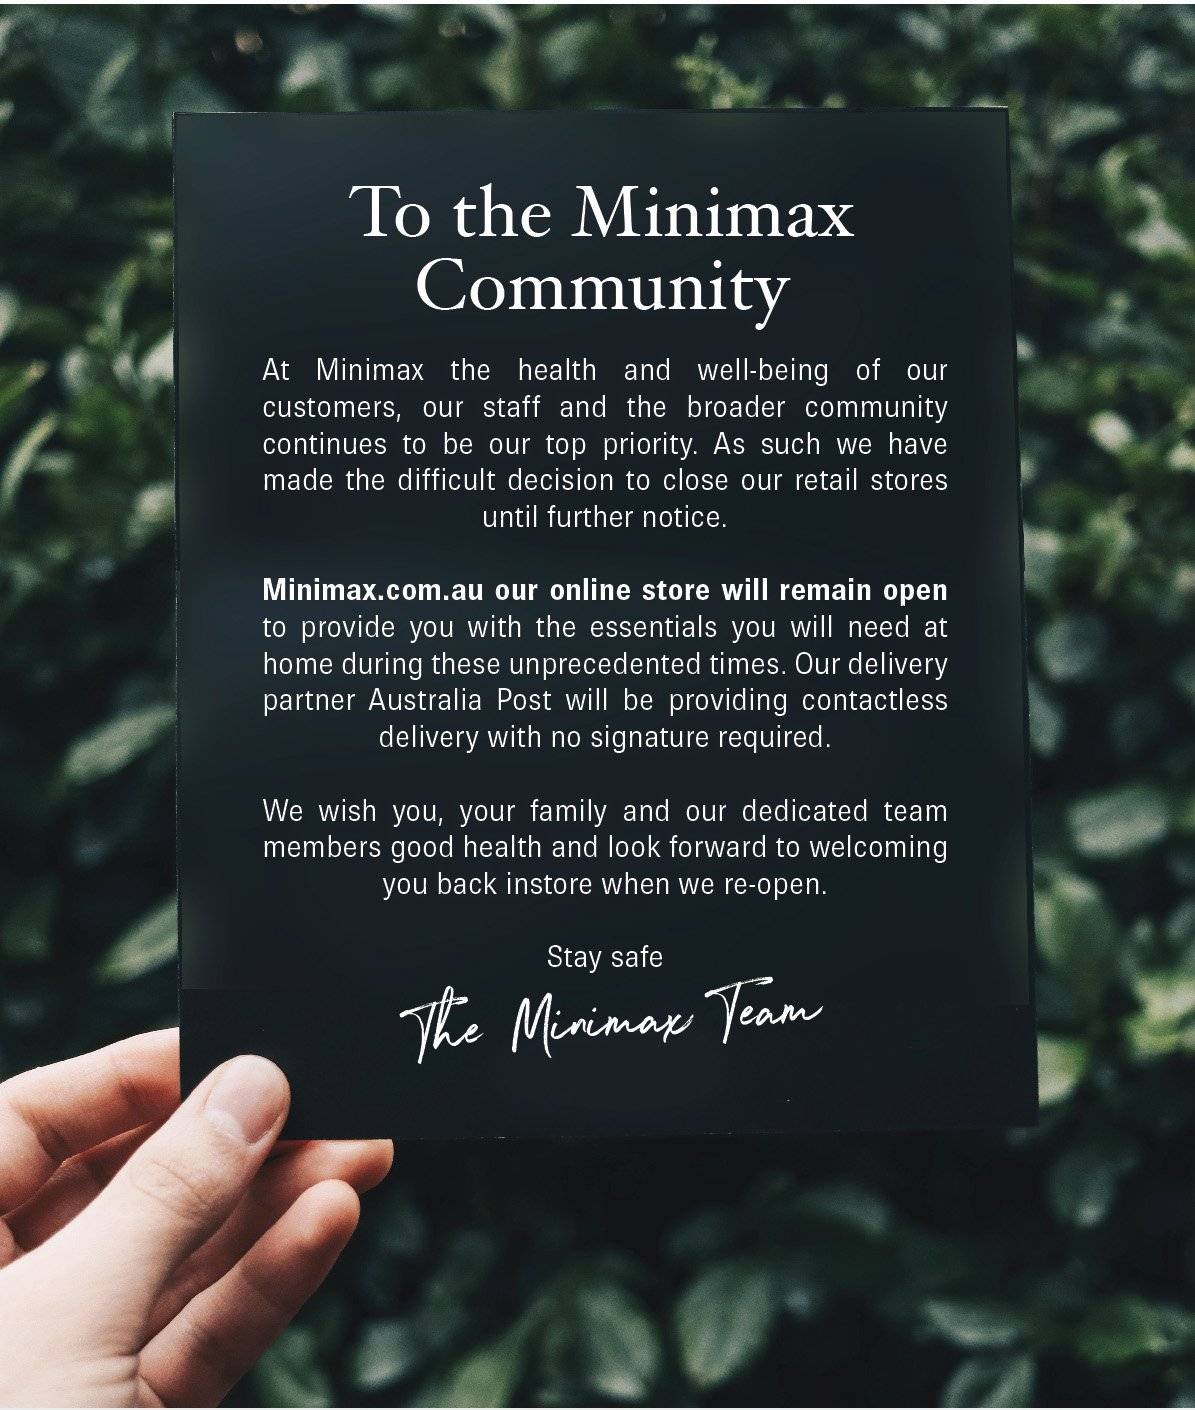 To the Minimax
Community
At Minimax the health and well-being of our
customers, our staff and the broader community
continues to be our top priority. As such we have
made the difficult decision to close our retail stores
until further notice.
Minimax.com.au our online store will remain open
to provide you with the essentials you will need at
home during these unprecedented times. Our delivery
partner Australia Post will be providing contactless
delivery with no signature required.
We wish you, your family and our dedicated team
members good health and look forward to welcoming
you back instore when we re-open.
Stay safe
The Minimax Team